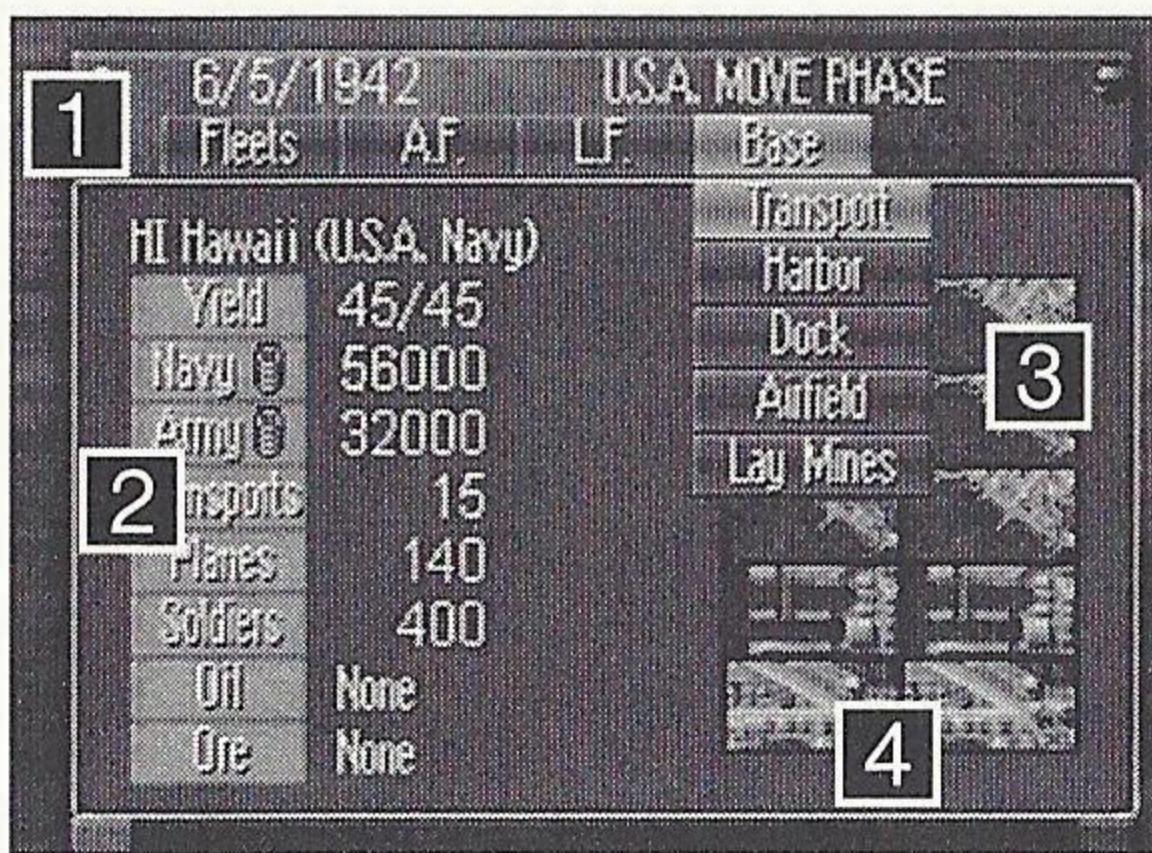 6/5/1942 U.S.A. MOVE PHASE
1
Fleets A.F. L.F. Base
Transport
HI Hawaii (U.S.A. Navy)
Harbor
Yield 45/45
Dock
3
Navy 56000
Airfield
Army 32000
Lay Mines
2
nsports 15
Planes 140
Soldiers 400
Oil None
4
Ore None